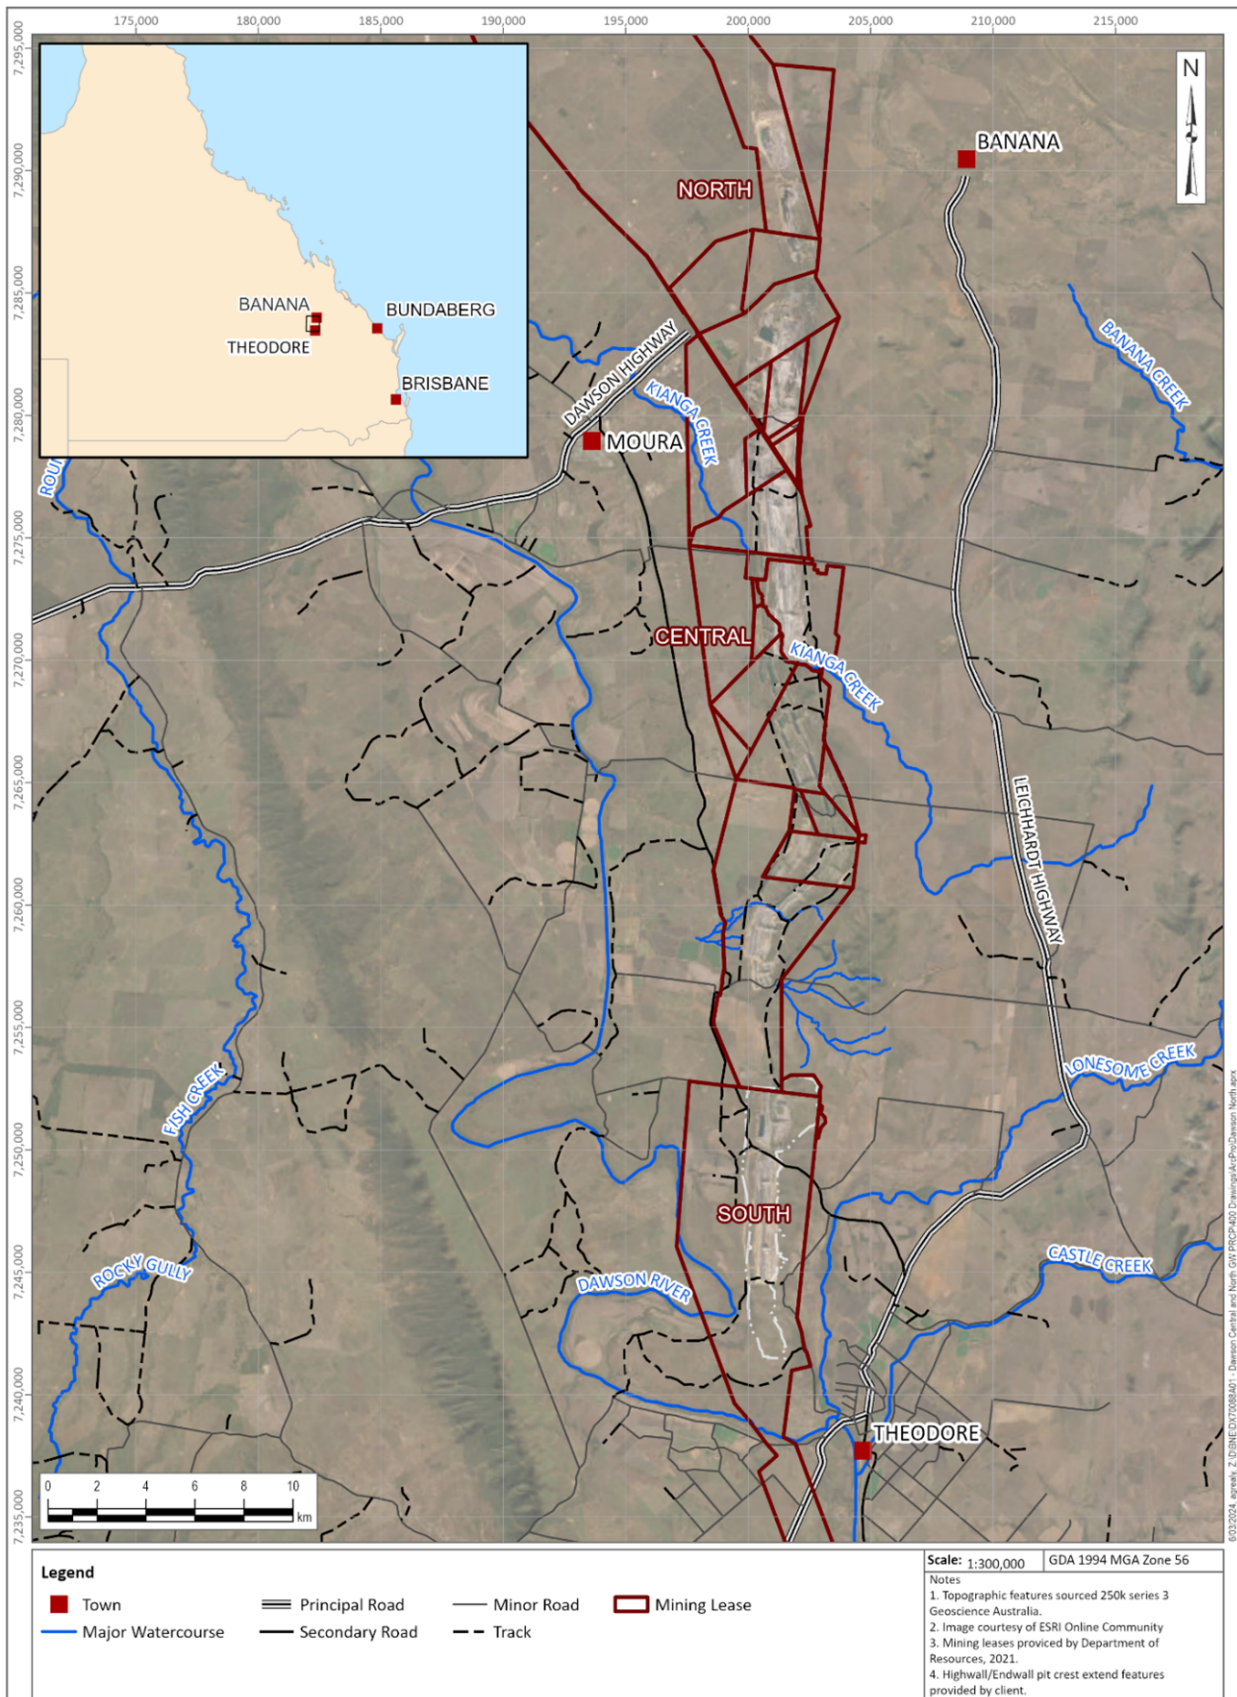 175,000
180,000
185,000
190,000
195,000
200,000
205,000
210,000
215,000
7,295,000
7,290,000
7,285,000
7,280,000
7,275,000
7,270,000
7,265,000
7,260,000
7,255,000
7,250,000
7,245,000
7,240,000
7,235,000
N
BANANA
BUNDABERG
THEODORE
BRISBANE
BANANA
NORTH
DAWSON HIGHWAY
KIANGA CREEK
MOURA
BANANA CREEK
CENTRAL
KIANGA CREEK
LEICHHARDT HIGHWAY
FISH CREEK
LONESOME CREEK
SOUTH
ROCKY GULLY
DAWSON RIVER
CASTLE CREEK
THEODORE
0 2 4 6 8 10
km
Legend
Town
Principal Road
Minor Road
Mining Lease
Major Watercourse
Secondary Road
Track
Scale: 1:300,000
GDA 1994 MGA Zone 56
Notes
1. Topographic features sourced 250k series 3
Geoscience Australia.
2. Image courtesy of ESRI Online Community
3. Mining leases proviced by Department of
Resources, 2021.
4. Highwall/Endwall pit crest extend features
provided by client.